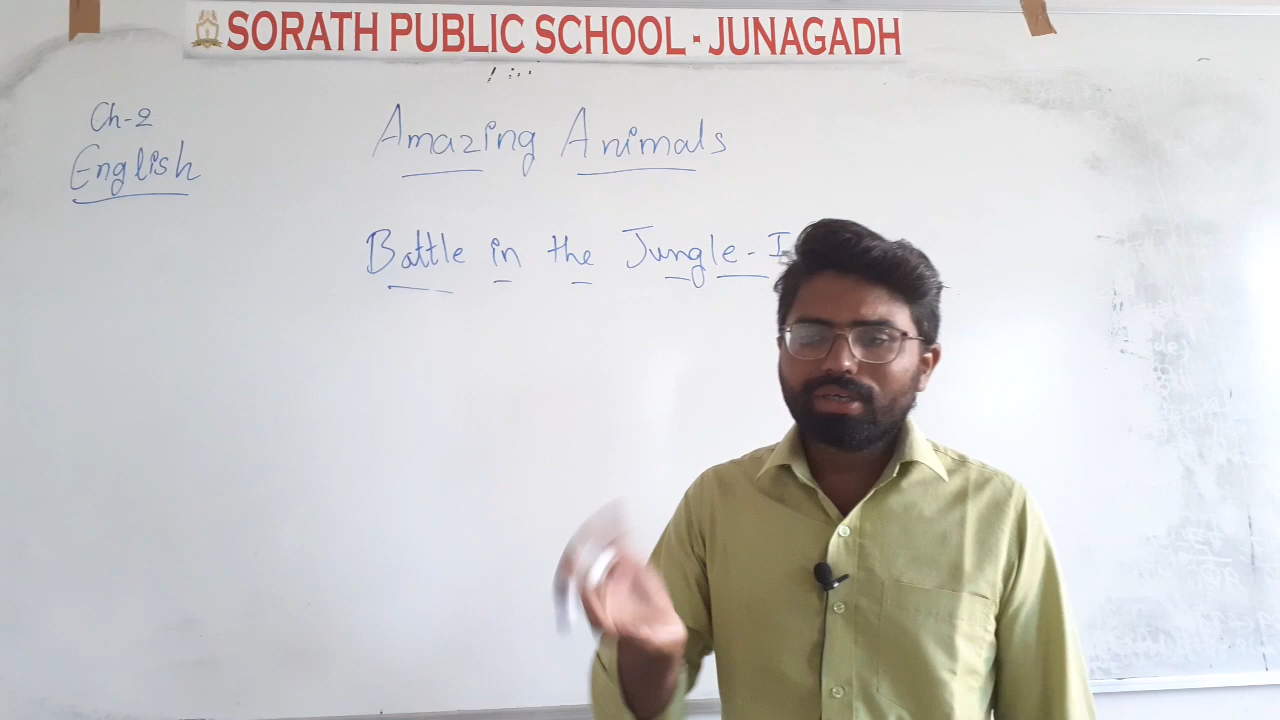 SORATH PUBLIC SCHOOL - JUNAGADH
Ch-2
English
Amazing Animals
Battle in the Jungle-I